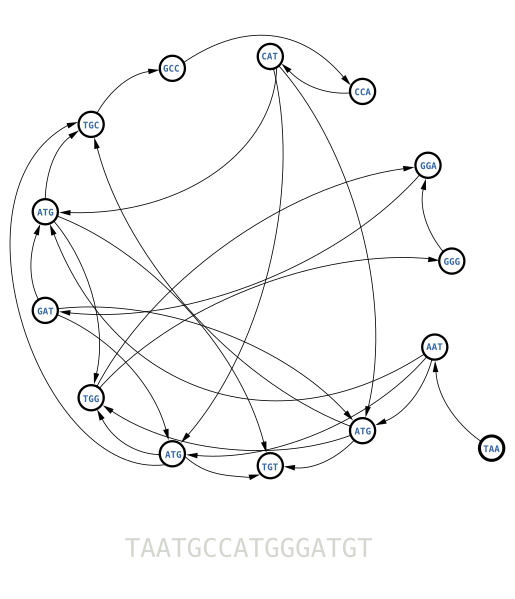 CAT
GCC
CCA
TGC
GGA
ATG
GGG
GAT
AAT
TGG
ATG
TAA
ATG
TGT
TAATGCCATGGGATGT